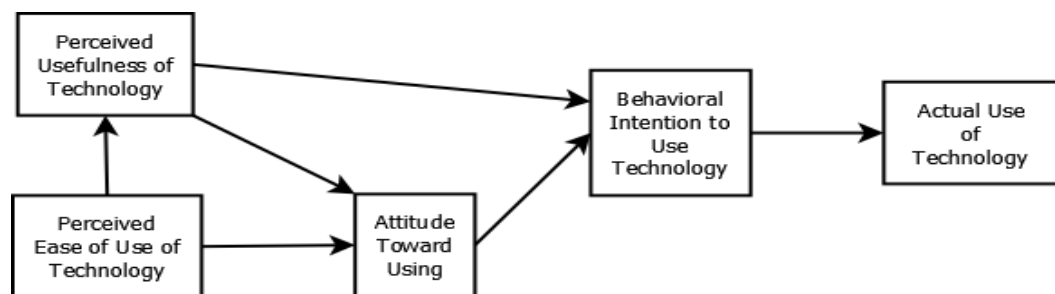 Perceived
Usefulness of
Technology
Perceived
Ease of Use of
Technology
Attitude
Toward
Using
Behavioral
Intention to
Use
Technology
Actual Use
of
Technology